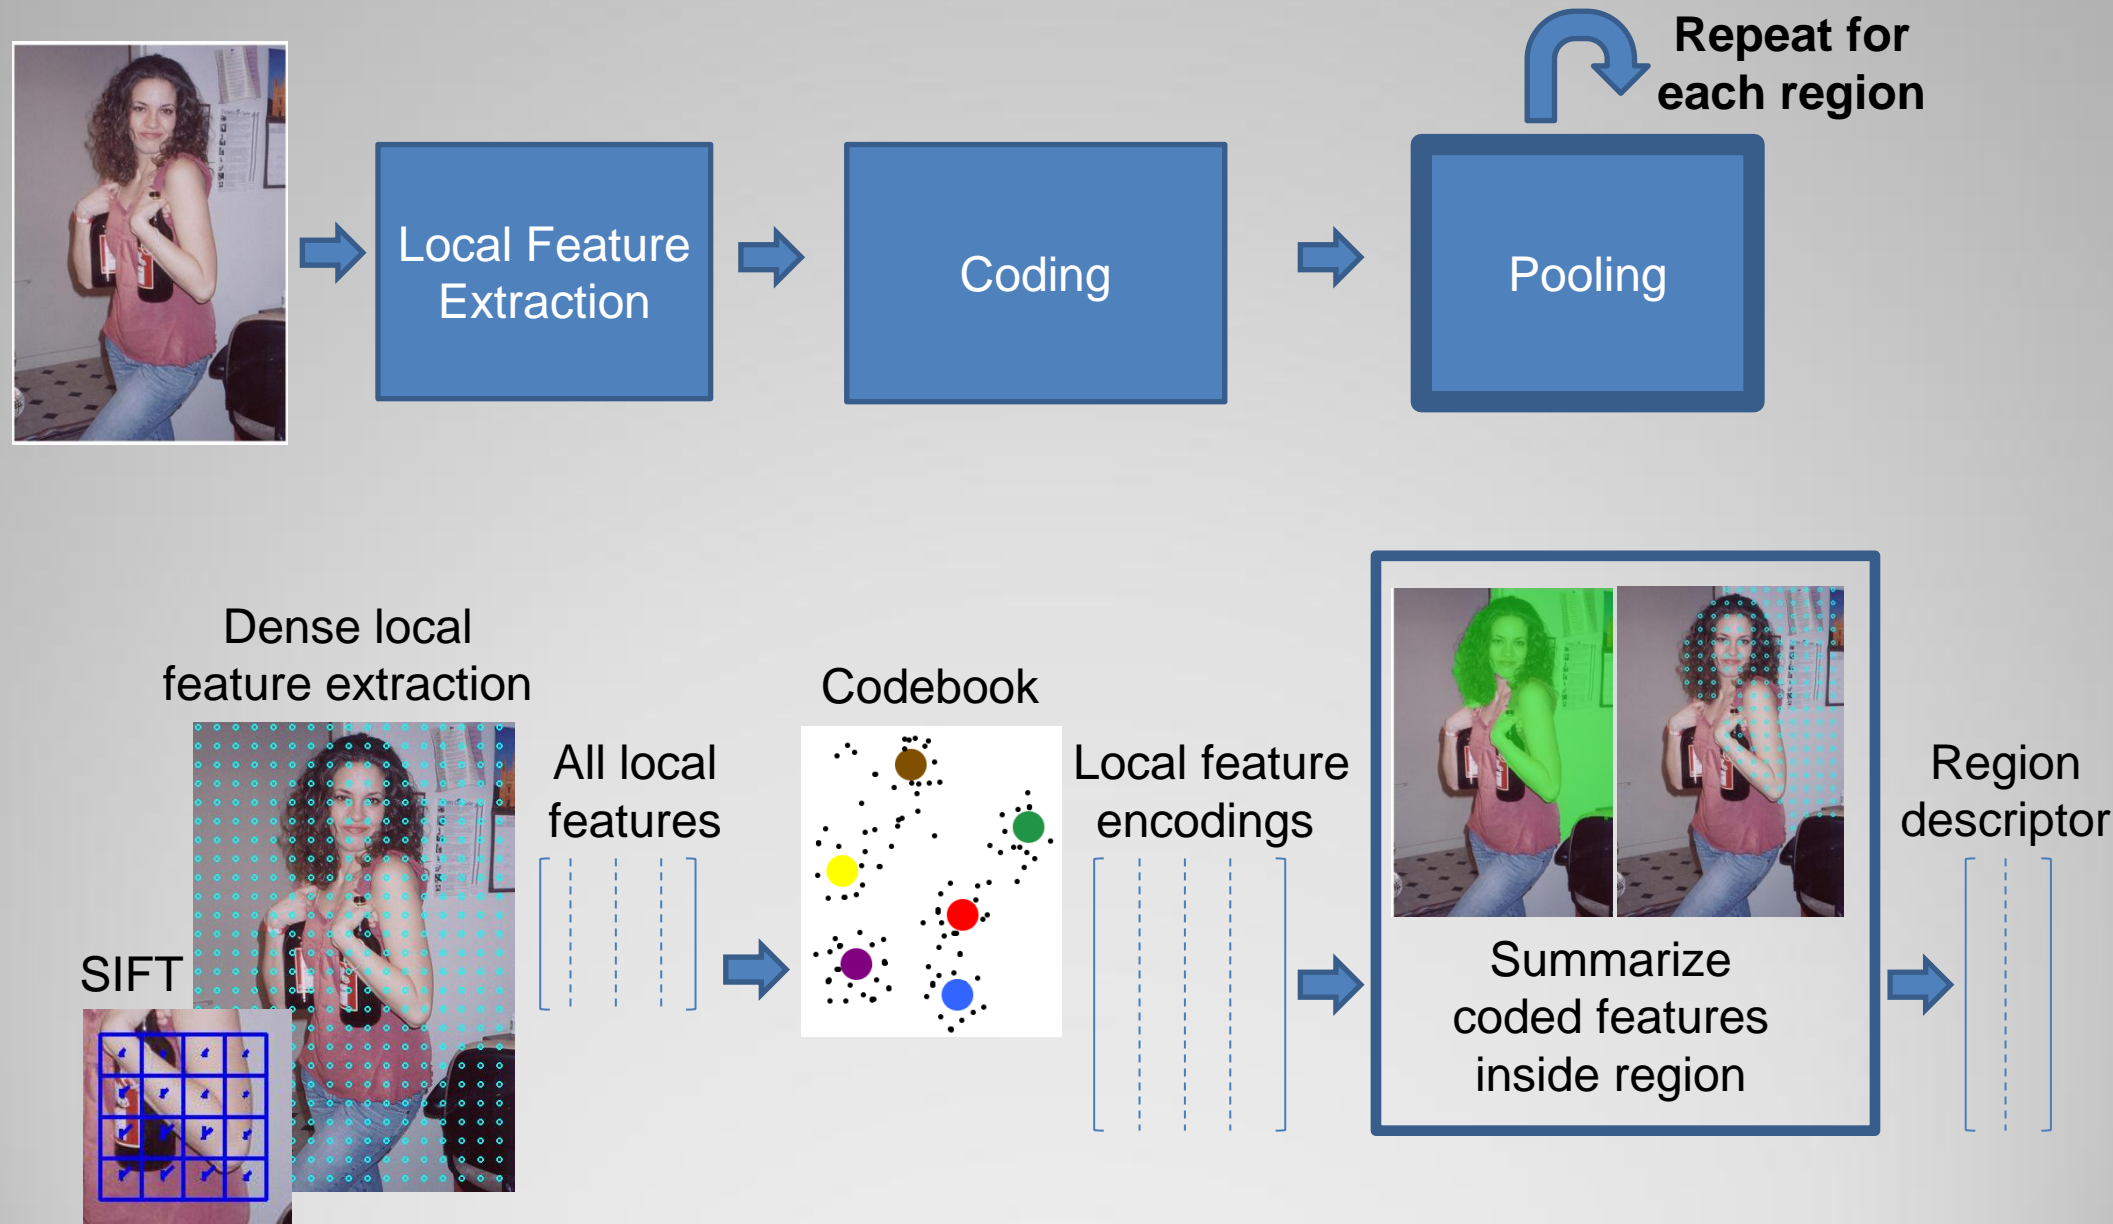 Repeat for
each region
Local Feature
Extraction
Coding
Pooling
Dense local
feature extraction
SIFT
All local
features
Codebook
Local feature
encodings
Summarize
coded features
inside region
Region
descriptor